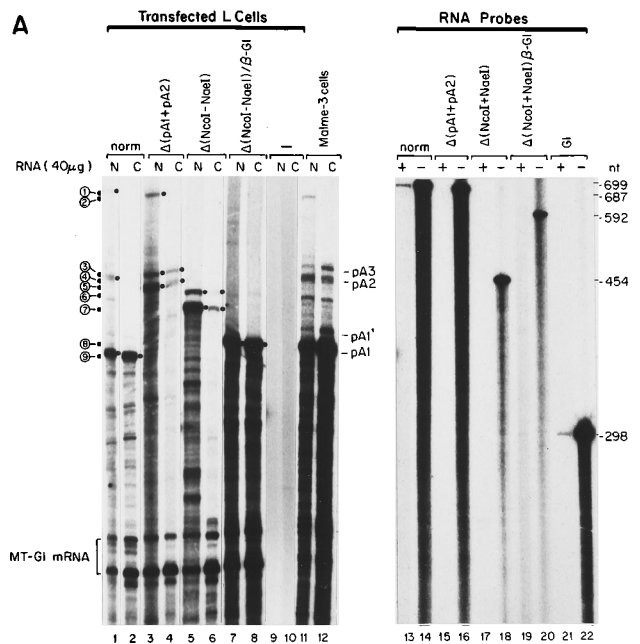 A
Transfected L Cells
RNA Probes
norm
Δ(pA1+pA2)
Δ(NcoI-NaeI)
Δ(NcoI-NaeI)/β-GI
—
Malme-3 cells
norm
Δ(pA1+pA2)
Δ(NcoI+NaeI)
Δ(NcoI+NaeI)β-GI
GI
RNA (40μg) N C N C N C N C N C N C
+ - + - + - + - + - nt
①
②
③
④
⑤
⑥
⑦
⑧
⑨
-pA3
-pA2
-pA1'
-pA1
-699
-687
-592
-454
-298
MT-GI mRNA
1 2 3 4 5 6 7 8 9 10 11 12
13 14 15 16 17 18 19 20 21 22